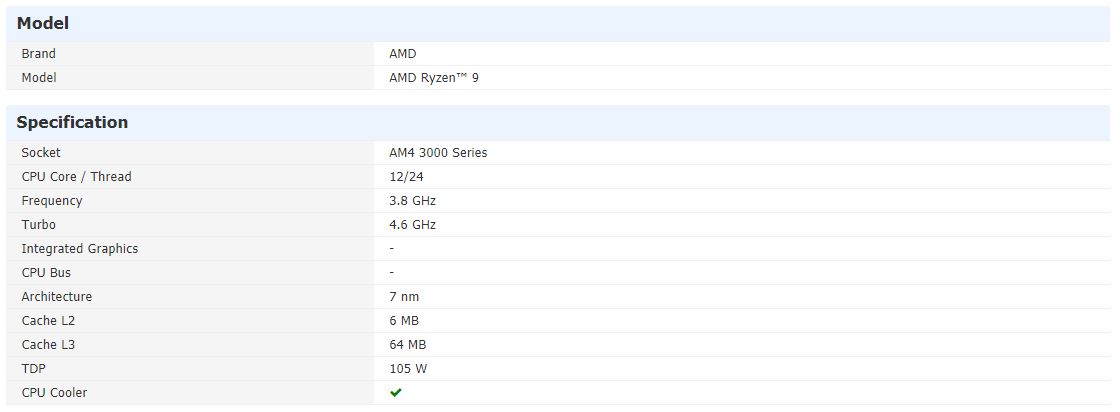 Model
Brand AMD
Model AMD Ryzen™ 9
Specification
Socket AM4 3000 Series
CPU Core / Thread 12/24
Frequency 3.8 GHz
Turbo 4.6 GHz
Integrated Graphics -
CPU Bus -
Architecture 7 nm
Cache L2 6 MB
Cache L3 64 MB
TDP 105 W
CPU Cooler ✔